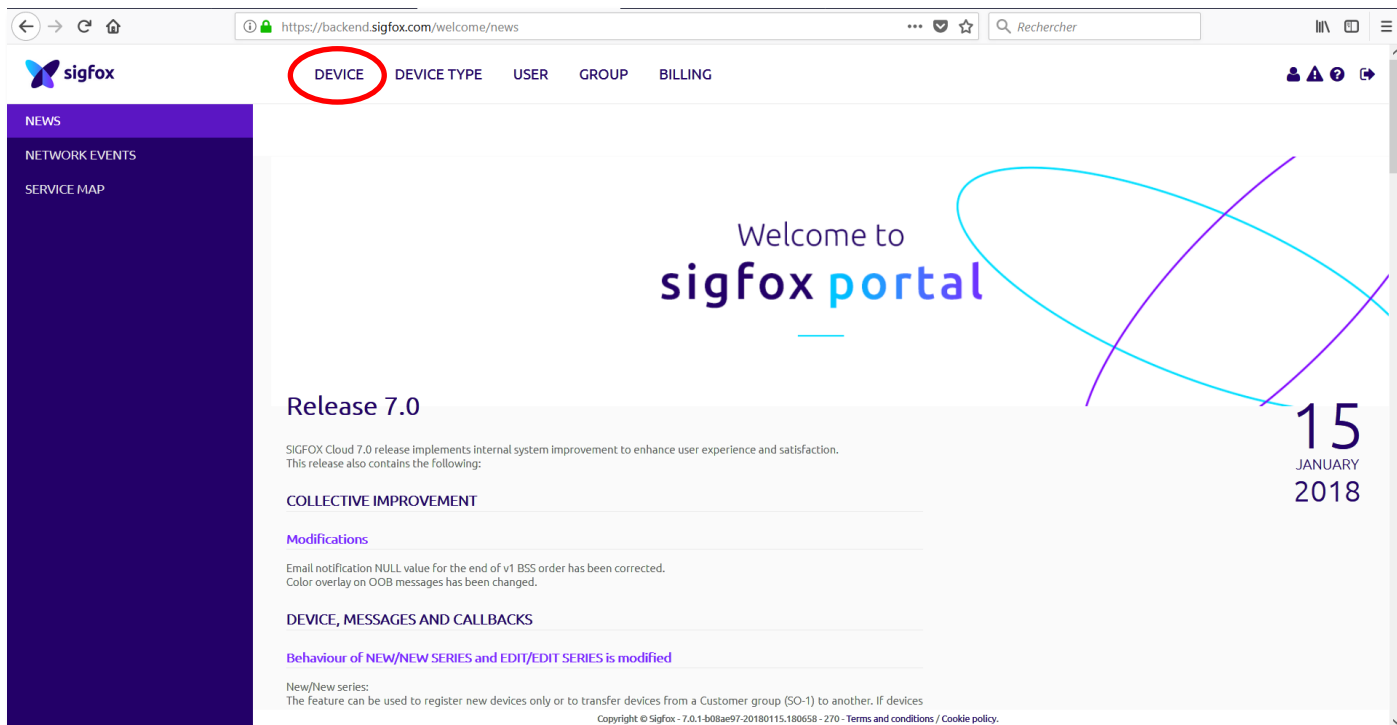 https://backend.sigfox.com/welcome/news
Rechercher
sigfox
DEVICE DEVICE TYPE USER GROUP BILLING
NEWS
NETWORK EVENTS
SERVICE MAP
Welcome to
sigfox portal
Release 7.0
15
JANUARY
2018
SIGFOX Cloud 7.0 release implements internal system improvement to enhance user experience and satisfaction.
This release also contains the following:
COLLECTIVE IMPROVEMENT
Modifications
Email notification NULL value for the end of v1 BSS order has been corrected.
Color overlay on OOB messages has been changed.
DEVICE, MESSAGES AND CALLBACKS
Behaviour of NEW/NEW SERIES and EDIT/EDIT SERIES is modified
New/New series:
The feature can be used to register new devices only or to transfer devices from a Customer group (SO-1) to another. If devices
Copyright © Sigfox - 7.0.1-b08ae97-20180115.180658 - 270 - Terms and conditions / Cookie policy.